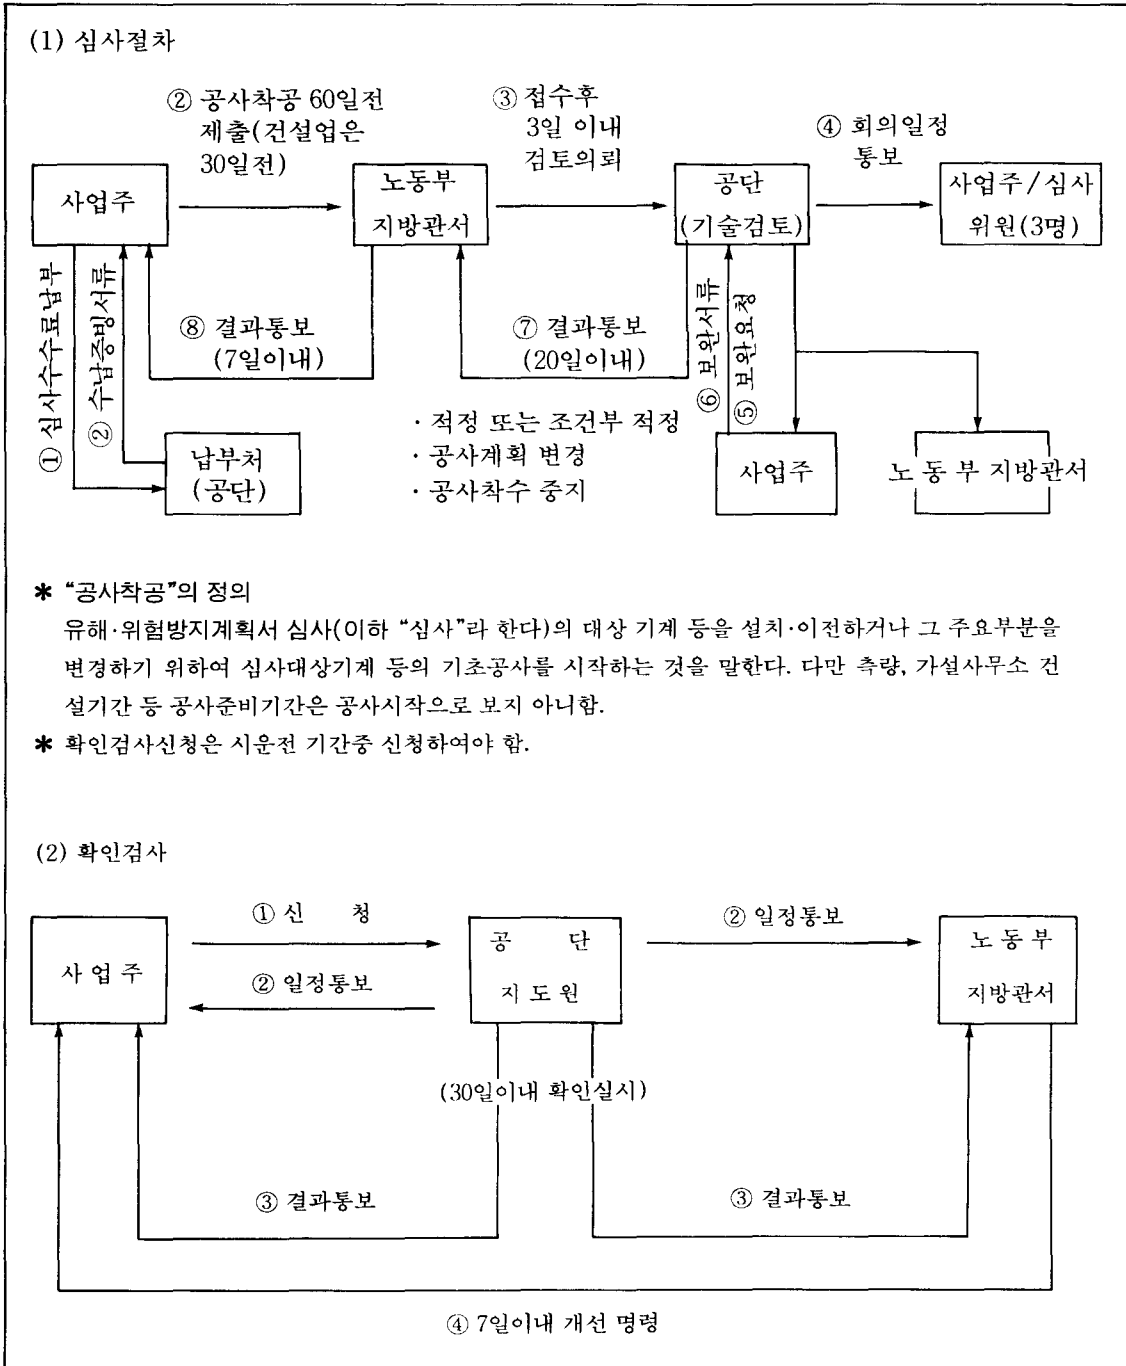 (1) 심사절차
② 공사착공 60일전
제출(건설업은
30일전)
③ 접수후
3일 이내
검토의뢰
④ 회의일정
통보
사업주
노동부
지방관서
공단
(기술검토)
사업주/심사
위원(3명)
① 심사수수료납부
② 수납증빙서류
⑧ 결과통보
(7일이내)
⑦ 결과통보
(20일이내)
⑥ 보완서류
⑤ 보완요청
· 적정 또는 조건부 적정
· 공사계획 변경
· 공사착수 중지
납부처
(공단)
사업주
노동부 지방관서
* “공사착공”의 정의
유해·위험방지계획서 심사(이하 “심사”라 한다)의 대상 기계 등을 설치·이전하거나 그 주요부분을
변경하기 위하여 심사대상기계 등의 기초공사를 시작하는 것을 말한다. 다만 측량, 가설사무소 건
설기간 등 공사준비기간은 공사시작으로 보지 아니함.
* 확인검사신청은 시운전 기간중 신청하여야 함.
(2) 확인검사
① 신 청
② 일정통보
사 업 주
② 일정통보
공 단
지 도 원
노 동 부
지방관서
(30일이내 확인실시)
③ 결과통보
③ 결과통보
④ 7일이내 개선 명령